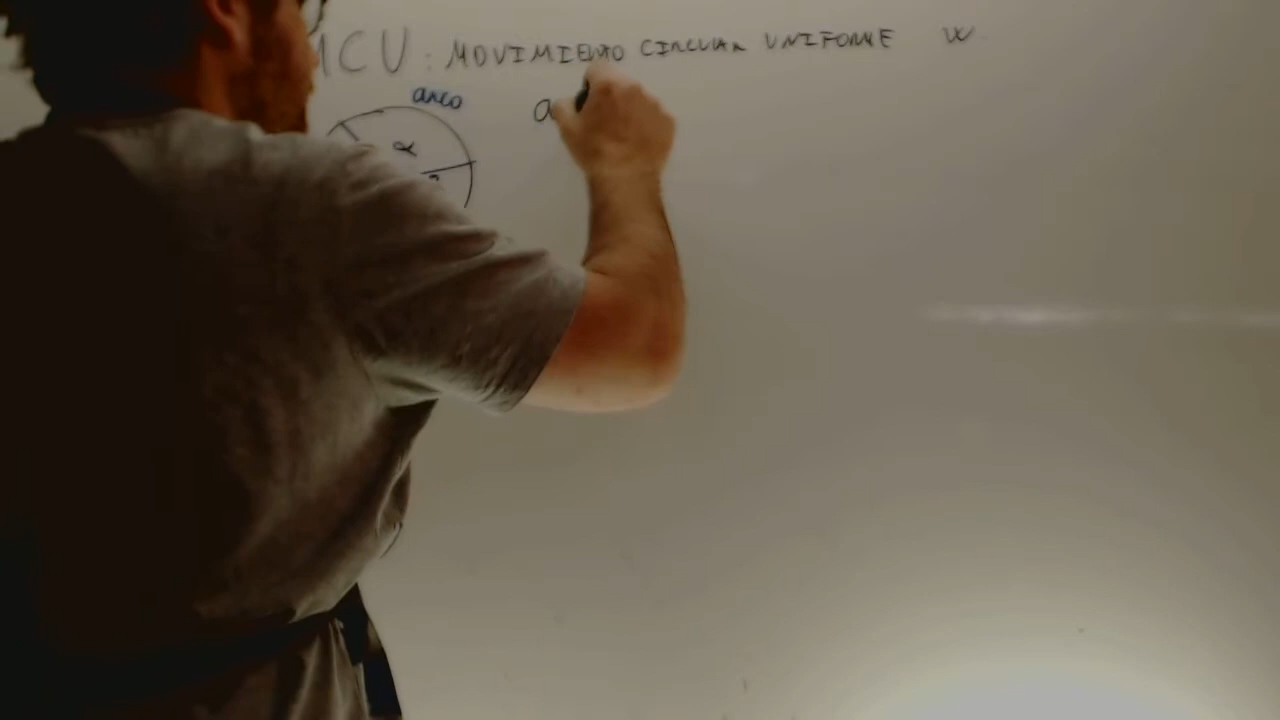 MCU : MOVIMIENTO CIRCULAR UNIFORME W
arco
α
a